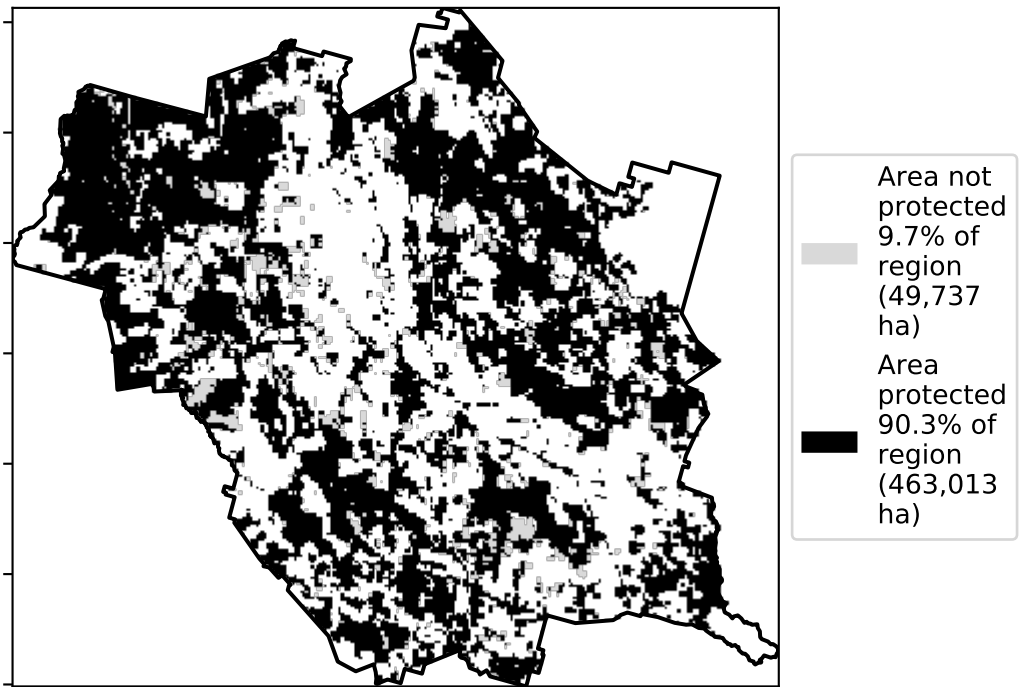 Area not
protected
9.7% of
region
(49,737
ha)
Area
protected
90.3% of
region
(463,013
ha)